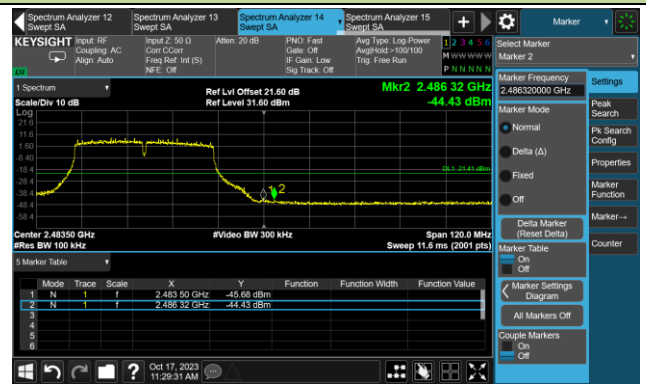 Spectrum Analyzer 12
Swept SA
Spectrum Analyzer 13
Swept SA
Spectrum Analyzer 14
Swept SA
Spectrum Analyzer 15
Swept SA
+
Marker
KEYSIGHT
Input: RF
Coupling: AC
Align: Auto
Input Z: 50 Ω
Corr CCorr
Freq Ref: Int (S)
NFE: Off
Atten: 20 dB
PNO: Fast
Gate: Off
IF Gain: Low
Sig Track: Off
Avg Type: Log-Power
Avg|Hold:>100/100
Trig: Free Run
1 2 3 4 5 6
M W W W W W
P N N N N N
LW
Select Marker
Marker 2
1 Spectrum
Scale/Div 10 dB
Log
Ref Lvl Offset 21.60 dB
Ref Level 31.60 dBm
Mkr2 2.486 32 GHz
-44.43 dBm
21.6
11.6
1.60
-8.40
-18.4
-28.4
-38.4
-48.4
-58.4
DL1 -21.41 dBm
1
2
Center 2.48350 GHz
#Res BW 100 kHz
#Video BW 300 kHz
Span 120.0 MHz
Sweep 11.6 ms (2001 pts)
5 Marker Table
Mode Trace Scale X Y Function Function Width Function Value
1 N 1 f 2.483 50 GHz -45.68 dBm
2 N 1 f 2.486 32 GHz -44.43 dBm
3
4
5
6
Marker Frequency
2.486320000 GHz
Marker Mode
Normal
Delta (Δ)
Fixed
Off
Delta Marker
(Reset Delta)
Marker Table
On
Off
Marker Settings
Diagram
All Markers Off
Couple Markers
On
Off
Settings
Peak
Search
Pk Search
Config
Properties
Marker
Function
Marker→
Counter
?
Oct 17, 2023
11:29:31 AM